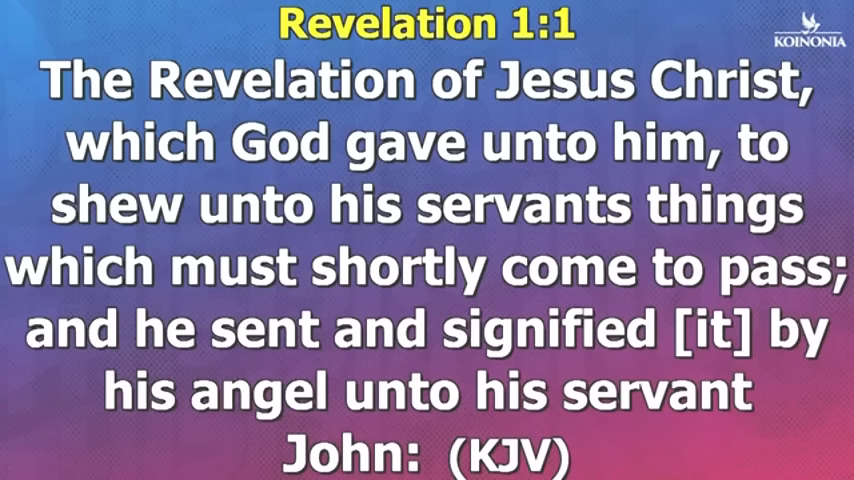 Revelation 1:1
KOINONIA
The Revelation of Jesus Christ,
which God gave unto him, to
shew unto his servants things
which must shortly come to pass;
and he sent and signified [it] by
his angel unto his servant
John: (KJV)